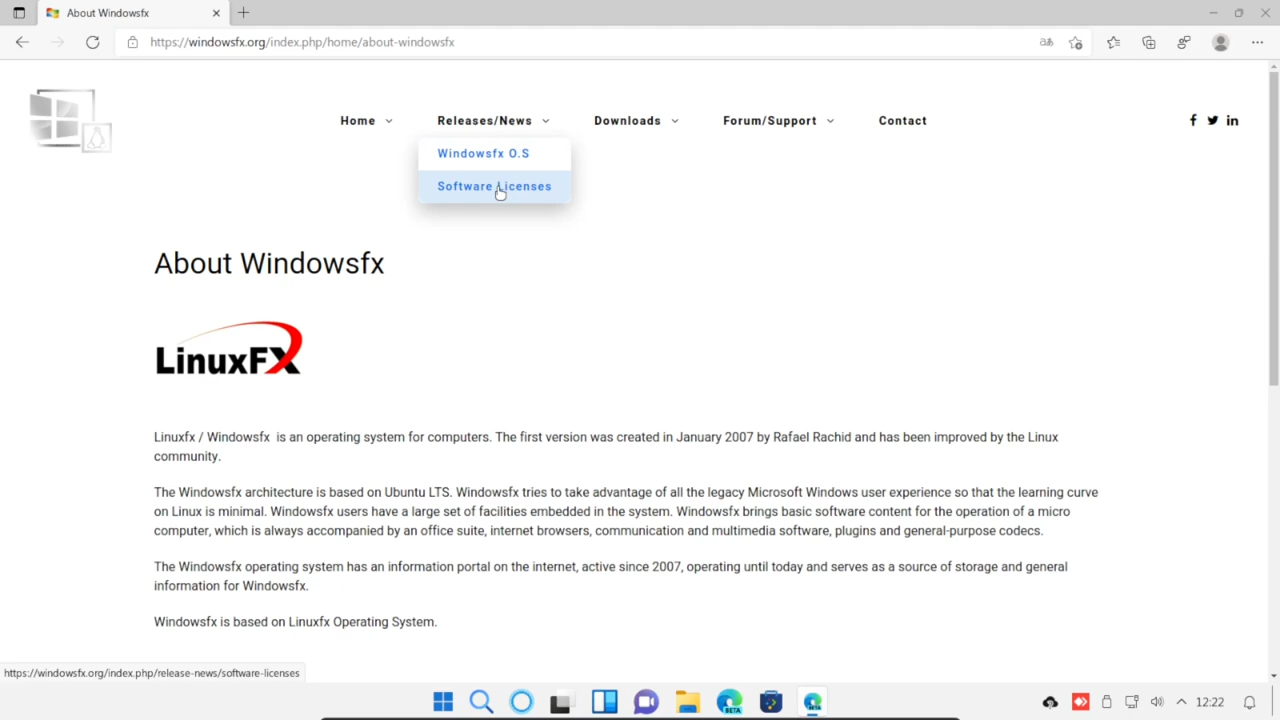 About Windowsfx
https://windowsfx.org/index.php/home/about-windowsfx
Home
Releases/News
Downloads
Forum/Support
Contact
Windowsfx O.S
Software Licenses
About Windowsfx
LinuxFX
Linuxfx / Windowsfx is an operating system for computers. The first version was created in January 2007 by Rafael Rachid and has been improved by the Linux
community.
The Windowsfx architecture is based on Ubuntu LTS. Windowsfx tries to take advantage of all the legacy Microsoft Windows user experience so that the learning curve
on Linux is minimal. Windowsfx users have a large set of facilities embedded in the system. Windowsfx brings basic software content for the operation of a micro
computer, which is always accompanied by an office suite, internet browsers, communication and multimedia software, plugins and general-purpose codecs.
The Windowsfx operating system has an information portal on the internet, active since 2007, operating until today and serves as a source of storage and general
information for Windowsfx.
Windowsfx is based on Linuxfx Operating System.
https://windowsfx.org/index.php/release-news/software-licenses
BETA
12:22